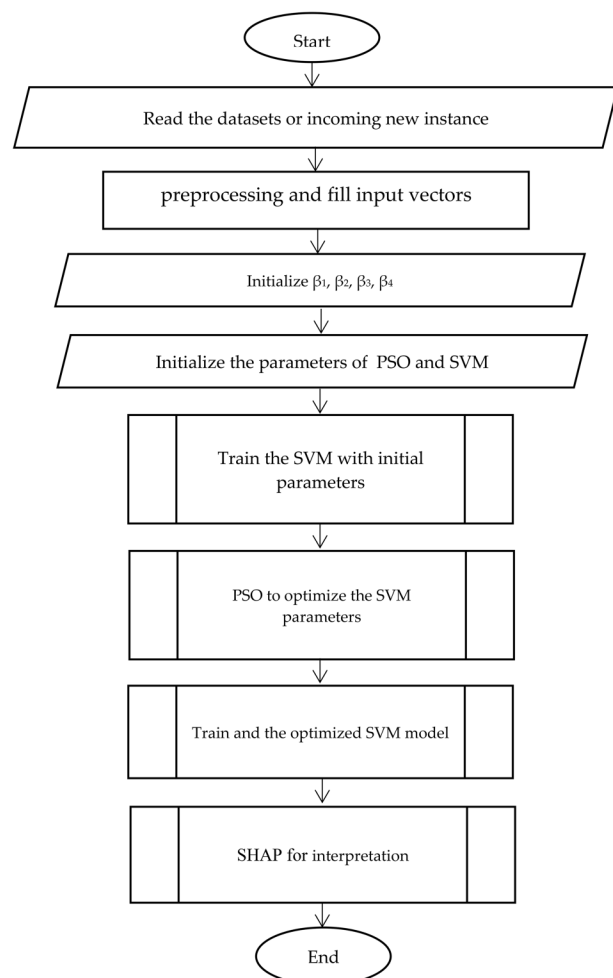 Start
Read the datasets or incoming new instance
preprocessing and fill input vectors
Initialize β₁, β₂, β₃, β₄
Initialize the parameters of PSO and SVM
Train the SVM with initial
parameters
PSO to optimize the SVM
parameters
Train and the optimized SVM model
SHAP for interpretation
End